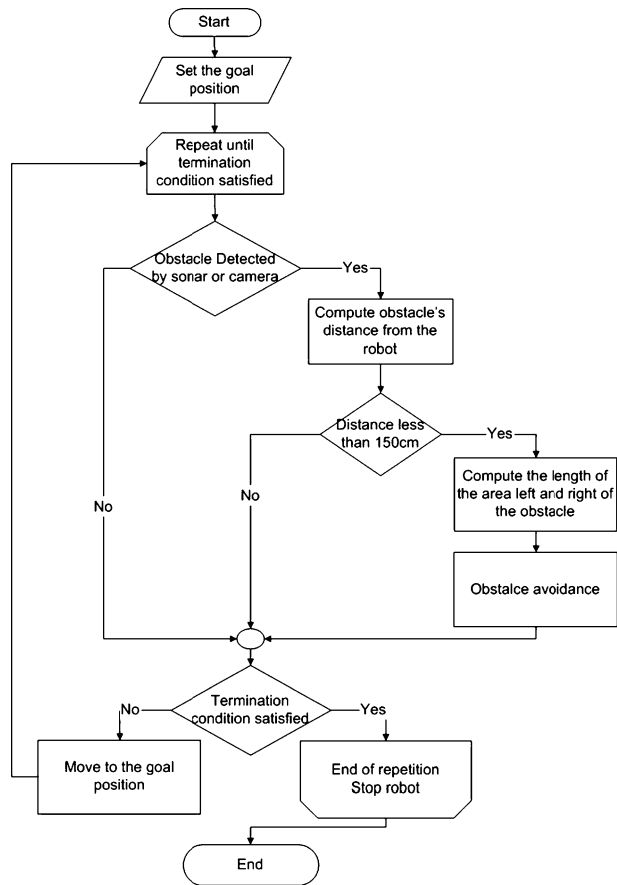 Start
Set the goal
position
Repeat until
termination
condition satisfied
Obstacle Detected
by sonar or camera
Yes
Compute obstacle's
distance from the
robot
Distance less
than 150cm
Yes
No
No
Compute the length of
the area left and right of
the obstacle
Obstalce avoidance
Termination
condition satisfied
No
Yes
Move to the goal
position
End of repetition
Stop robot
End